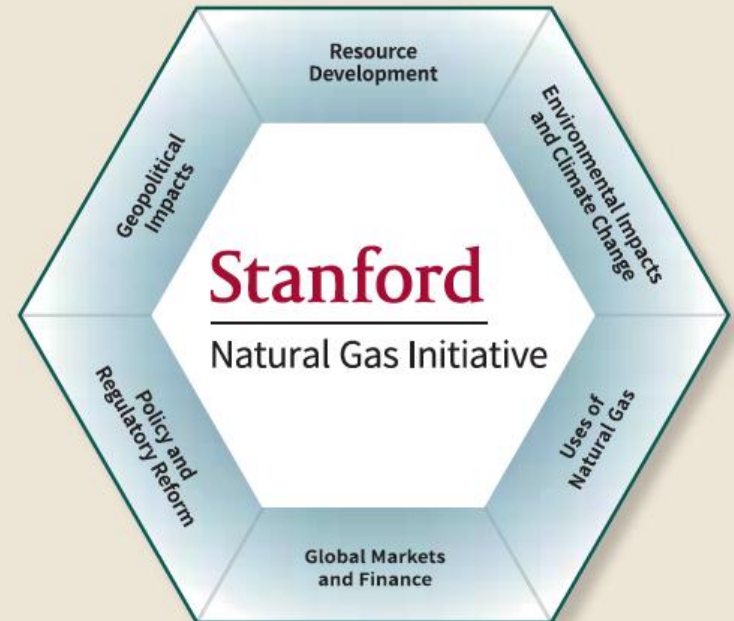 Resource
Development
Environmental Impacts
and Climate Change
Uses of
Natural Gas
Global Markets
and Finance
Policy and
Regulatory Reform
Geopolitical
Impacts
Stanford
Natural Gas Initiative